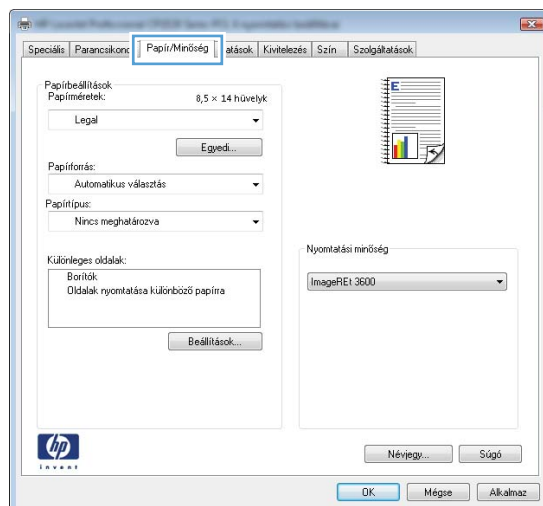 Speciális Parancsikono Papír/Minőség atások Kivitelezés Szín Szolgáltatások
Papírbeállítások
Papírméretek: 8,5 × 14 hüvelyk
Legal
Egyedi...
Papírforrás:
Automatikus választás
Papírtípus:
Nincs meghatározva
Különleges oldalak:
Borítók
Oldalak nyomtatása különböző papírra
Beállítások...
E
Nyomtatási minőség
ImageREt 3600
hp
invent
Névjegy... Súgó
OK Mégse Alkalmaz